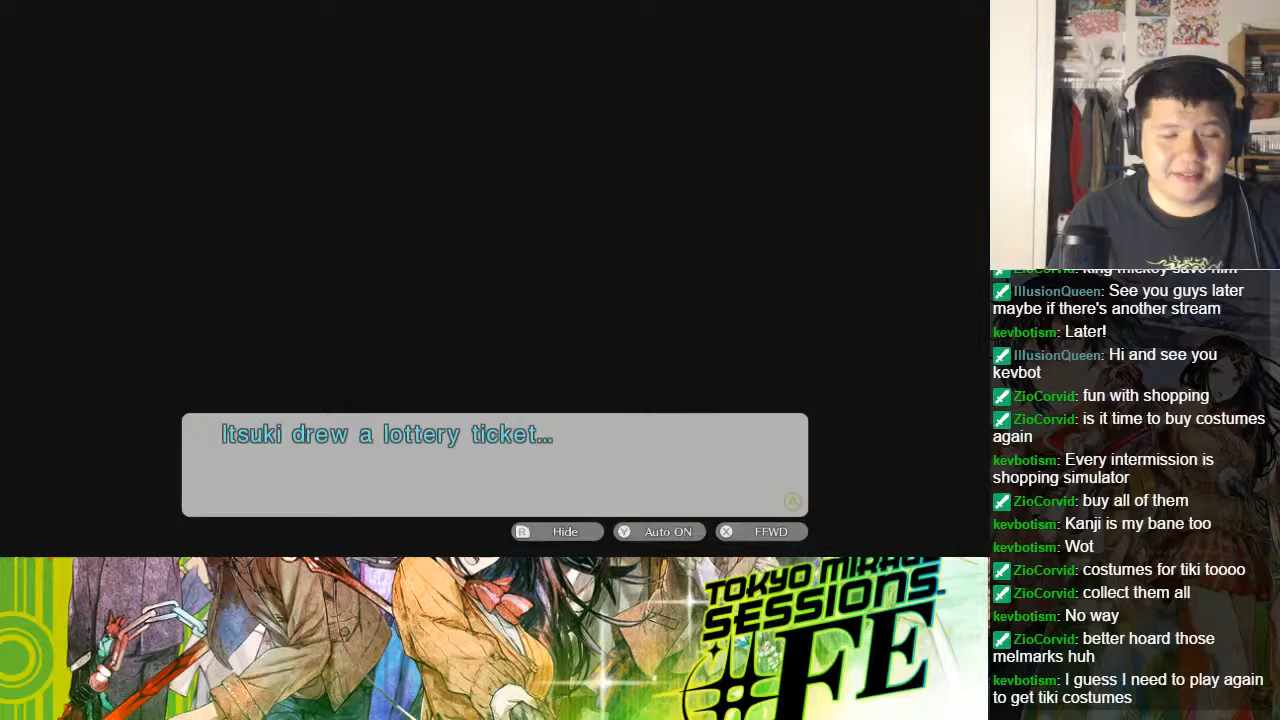 Itsuki drew a lottery ticket...
R Hide
Y Auto ON
X FFWD
TOKYO MIRAGE
SESSIONS
#FE
IllusionQueen: See you guys later
maybe if there's another stream
kevbotism: Later!
IllusionQueen: Hi and see you
kevbot
ZioCorvid: fun with shopping
ZioCorvid: is it time to buy costumes
again
kevbotism: Every intermission is
shopping simulator
ZioCorvid: buy all of them
kevbotism: Kanji is my bane too
kevbotism: Wot
ZioCorvid: costumes for tiki toooo
ZioCorvid: collect them all
kevbotism: No way
ZioCorvid: better hoard those
melmarks huh
kevbotism: I guess I need to play again
to get tiki costumes